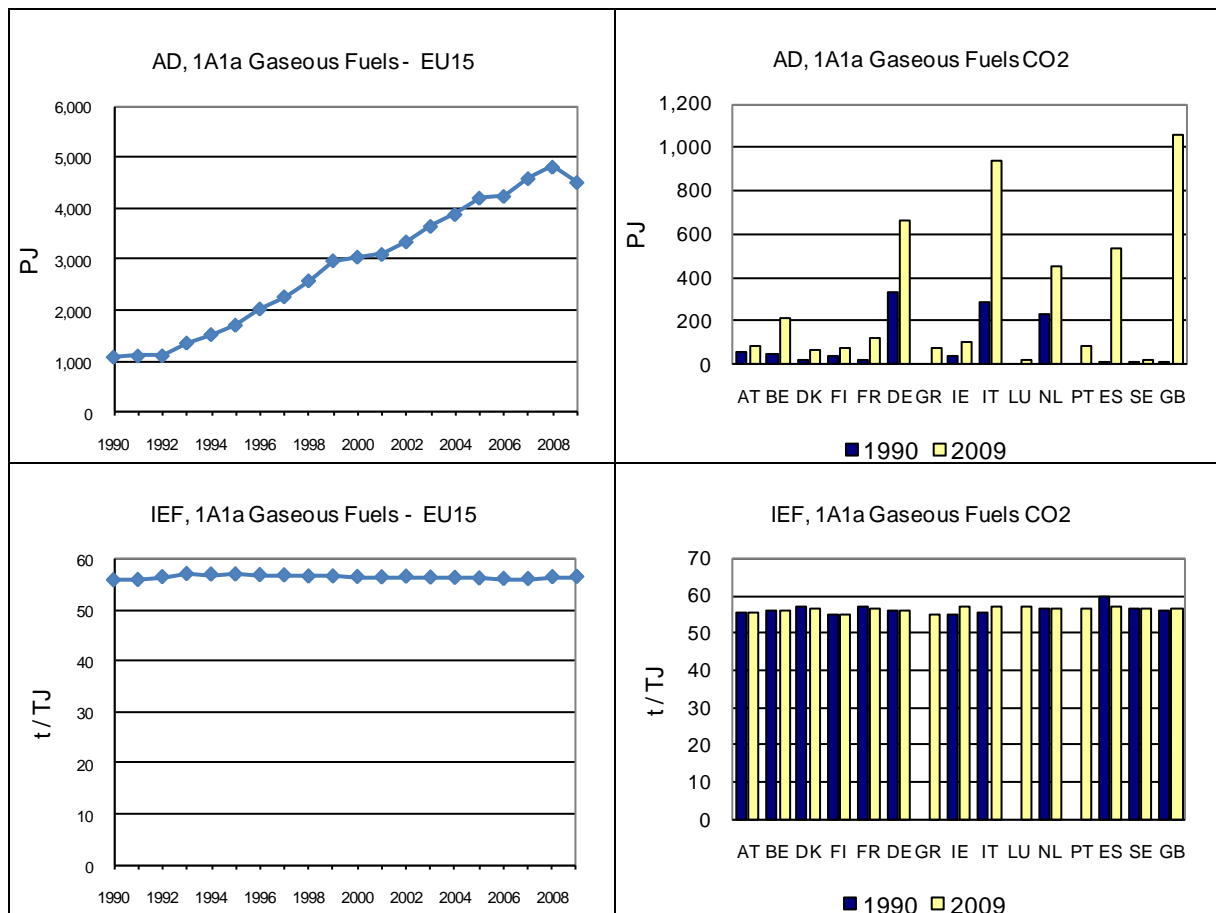 AD, 1A1a Gaseous Fuels - EU15
6,000
5,000
4,000
3,000
2,000
1,000
0
PJ
1990 1992 1994 1996 1998 2000 2002 2004 2006 2008
AD, 1A1a Gaseous Fuels CO2
1,200
1,000
800
600
400
200
0
PJ
AT BE DK FI FR DE GR IE IT LU NL PT ES SE GB
1990 2009
IEF, 1A1a Gaseous Fuels - EU15
60
50
40
30
20
10
0
t / TJ
1990 1992 1994 1996 1998 2000 2002 2004 2006 2008
IEF, 1A1a Gaseous Fuels CO2
70
60
50
40
30
20
10
0
t / TJ
AT BE DK FI FR DE GR IE IT LU NL PT ES SE GB
1990 2009